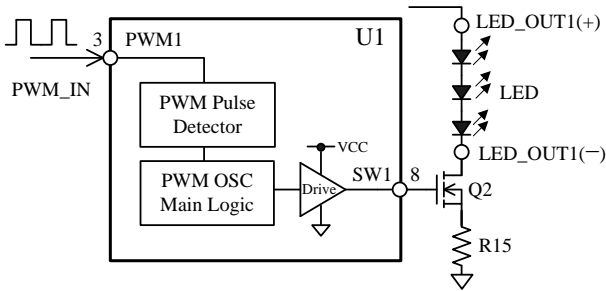 U1
LED_OUT1(+)
3
PWM1
PWM_IN
PWM Pulse
Detector
LED
VCC
LED_OUT1(−)
PWM OSC
Main Logic
Drive
SW1
8
Q2
R15